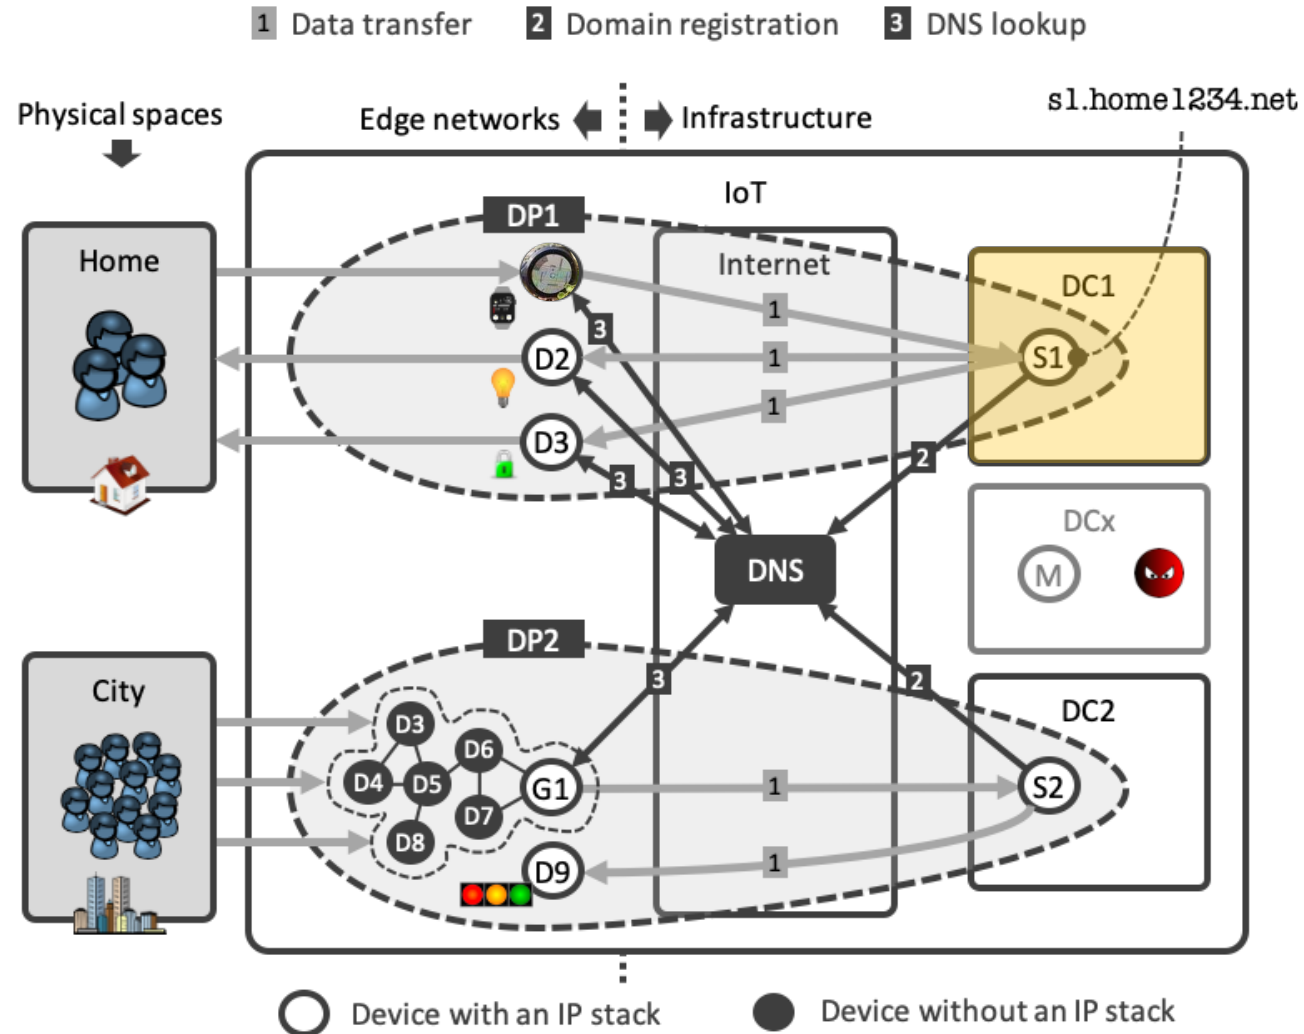 1 Data transfer 2 Domain registration 3 DNS lookup
Physical spaces
Edge networks Infrastructure
s1.home1234.net
IoT
DP1
Home
Internet
DC1
1
3
D2
1
S1
1
D3
2
3
3
DCx
DNS
M
DP2
City
3
2
DC2
D3
D6
D4
D5
G1
1
S2
D7
D8
1
D9
Device with an IP stack
Device without an IP stack